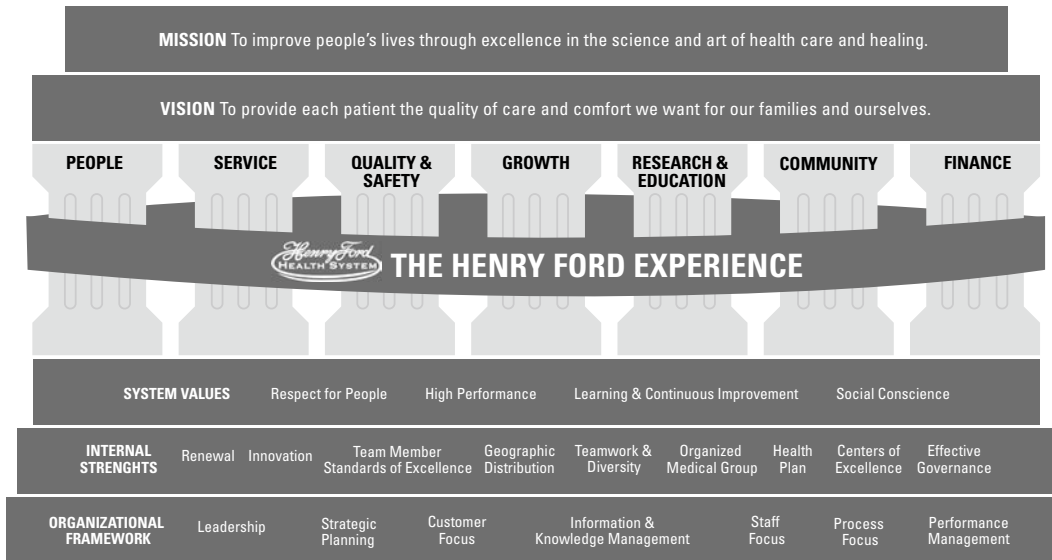 MISSION To improve people's lives through excellence in the science and art of health care and healing.
VISION To provide each patient the quality of care and comfort we want for our families and ourselves.
PEOPLE
SERVICE
QUALITY &
SAFETY
GROWTH
RESEARCH &
EDUCATION
COMMUNITY
FINANCE
Henry Ford
HEALTH SYSTEM
THE HENRY FORD EXPERIENCE
SYSTEM VALUES
Respect for People
High Performance
Learning & Continuous Improvement
Social Conscience
INTERNAL
STRENGHTS
Renewal
Innovation
Team Member
Standards of Excellence
Geographic
Distribution
Teamwork &
Diversity
Organized
Medical Group
Health
Plan
Centers of
Excellence
Effective
Governance
ORGANIZATIONAL
FRAMEWORK
Leadership
Strategic
Planning
Customer
Focus
Information &
Knowledge Management
Staff
Focus
Process
Focus
Performance
Management